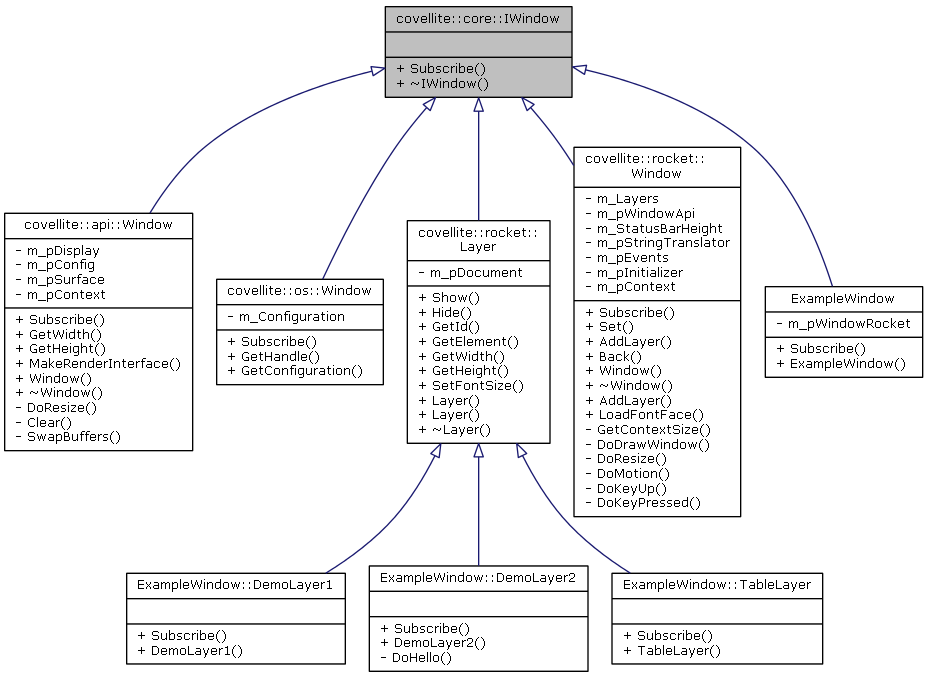 covellite::core::IWindow
+ Subscribe()
+ ~IWindow()
covellite::api::Window
- m_pDisplay
- m_pConfig
- m_pSurface
- m_pContext
+ Subscribe()
+ GetWidth()
+ GetHeight()
+ MakeRenderInterface()
+ Window()
+ ~Window()
- DoResize()
- Clear()
- SwapBuffers()
covellite::os::Window
- m_Configuration
+ Subscribe()
+ GetHandle()
+ GetConfiguration()
covellite::rocket::
Layer
- m_pDocument
+ Show()
+ Hide()
+ GetId()
+ GetElement()
+ GetWidth()
+ GetHeight()
+ SetFontSize()
+ Layer()
+ Layer()
+ ~Layer()
covellite::rocket::
Window
- m_Layers
- m_pWindowApi
- m_StatusBarHeight
- m_pStringTranslator
- m_pEvents
- m_pInitializer
- m_pContext
+ Subscribe()
+ Set()
+ AddLayer()
+ Back()
+ Window()
+ ~Window()
+ AddLayer()
+ LoadFontFace()
- GetContextSize()
- DoDrawWindow()
- DoResize()
- DoMotion()
- DoKeyUp()
- DoKeyPressed()
ExampleWindow
- m_pWindowRocket
+ Subscribe()
+ ExampleWindow()
ExampleWindow::DemoLayer1
+ Subscribe()
+ DemoLayer1()
ExampleWindow::DemoLayer2
+ Subscribe()
+ DemoLayer2()
- DoHello()
ExampleWindow::TableLayer
+ Subscribe()
+ TableLayer()